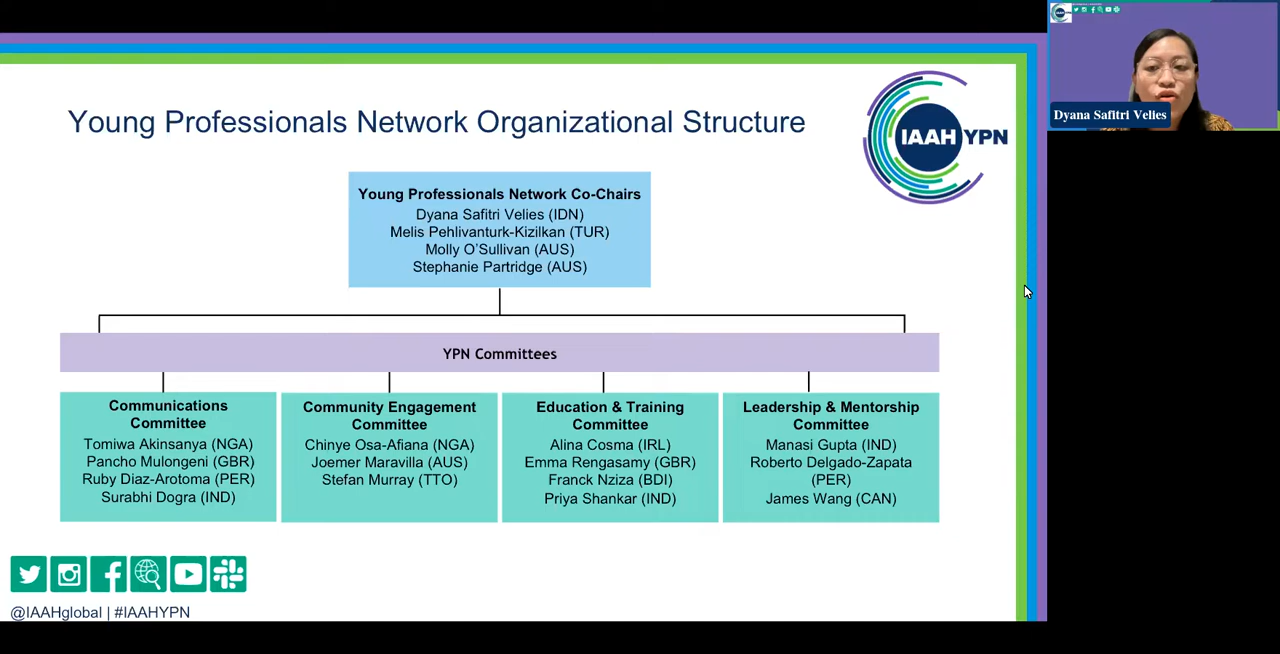 Young Professionals Network Organizational Structure
IAAH YPN
Dyana Safitri Velies
Young Professionals Network Co-Chairs
Dyana Safitri Velies (IDN)
Melis Pehlivanturk-Kizilkan (TUR)
Molly O'Sullivan (AUS)
Stephanie Partridge (AUS)
YPN Committees
Communications
Committee
Tomiwa Akinsanya (NGA)
Pancho Mulongeni (GBR)
Ruby Diaz-Arotoma (PER)
Surabhi Dogra (IND)
Community Engagement
Committee
Chinye Osa-Afiana (NGA)
Joemer Maravilla (AUS)
Stefan Murray (TTO)
Education & Training
Committee
Alina Cosma (IRL)
Emma Rengasamy (GBR)
Franck Nziza (BDI)
Priya Shankar (IND)
Leadership & Mentorship
Committee
Manasi Gupta (IND)
Roberto Delgado-Zapata
(PER)
James Wang (CAN)
@IAAHglobal | #IAAHYPN